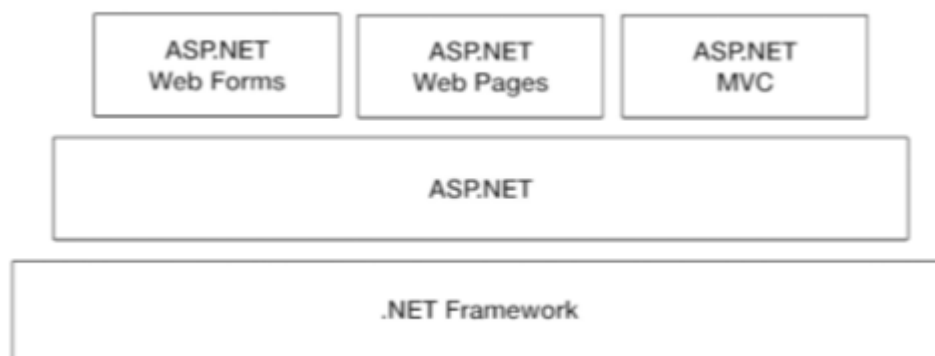 ASP.NET
Web Forms
ASP.NET
Web Pages
ASP.NET
MVC
ASP.NET
.NET Framework